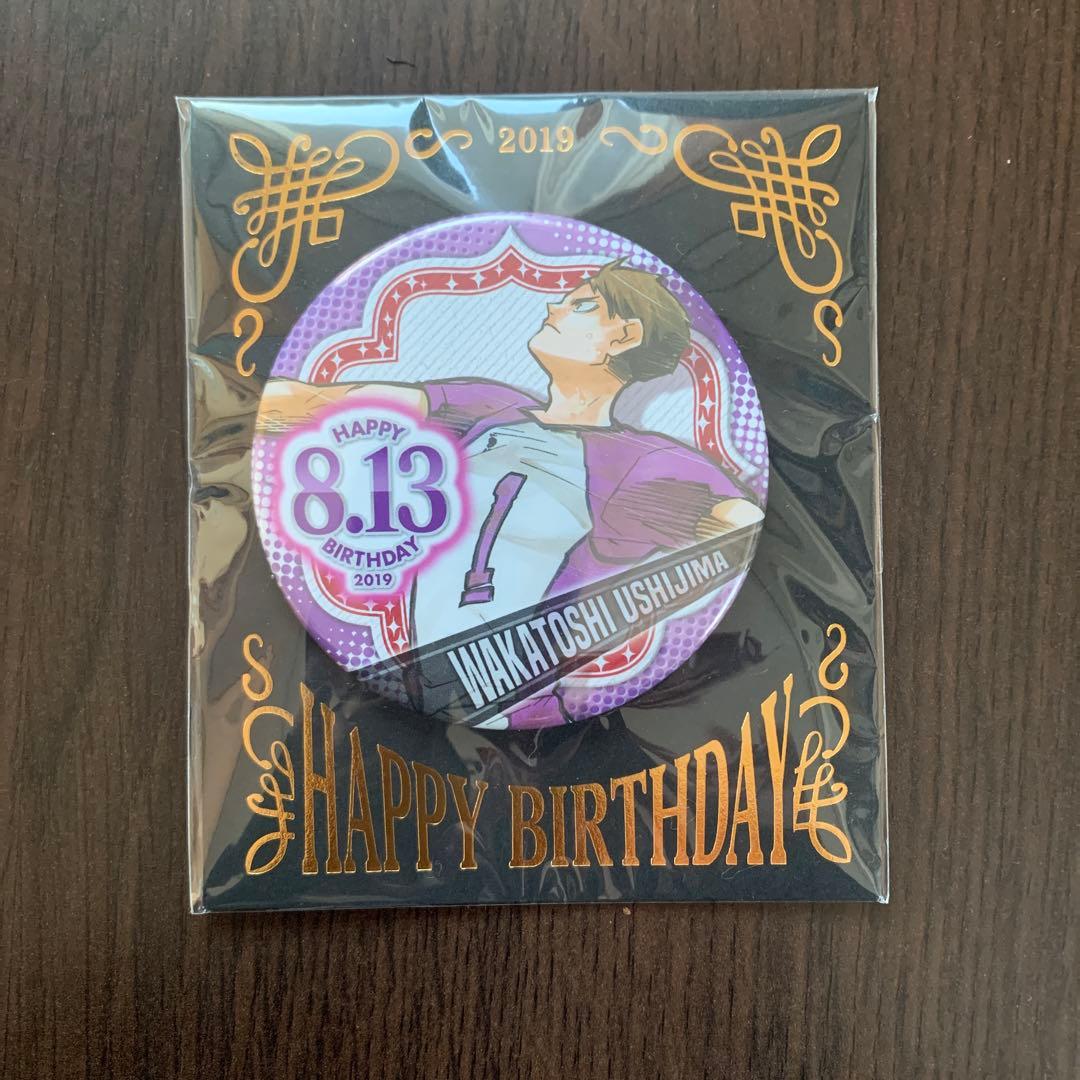 2019
HAPPY
8.13
BIRTHDAY
2019
1
WAKATOSHI USHIJIMA
HAPPY BIRTHDAY